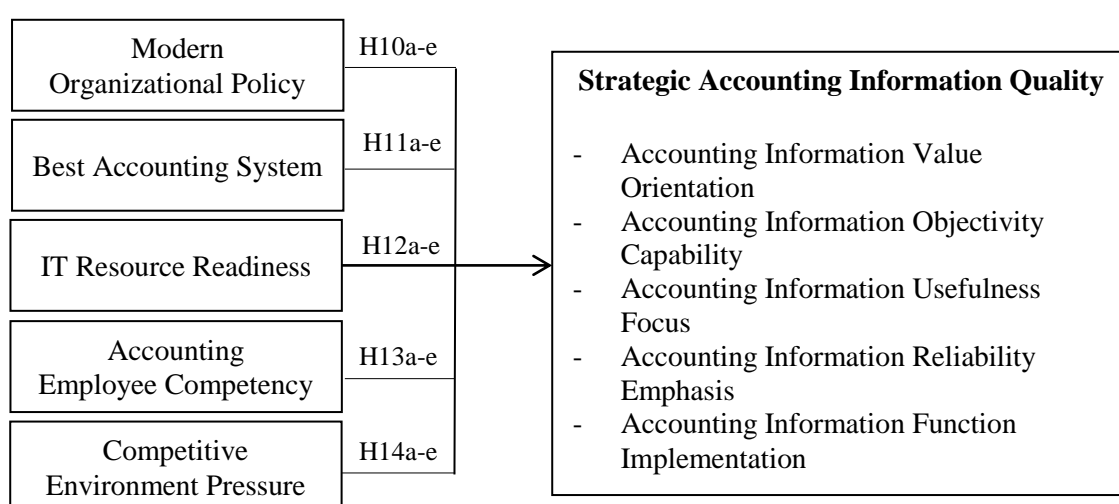 Modern
Organizational Policy
H10a-e
Best Accounting System
H11a-e
IT Resource Readiness
H12a-e
Accounting
Employee Competency
H13a-e
Competitive
Environment Pressure
H14a-e
Strategic Accounting Information Quality
- Accounting Information Value
Orientation
- Accounting Information Objectivity
Capability
- Accounting Information Usefulness
Focus
- Accounting Information Reliability
Emphasis
- Accounting Information Function
Implementation